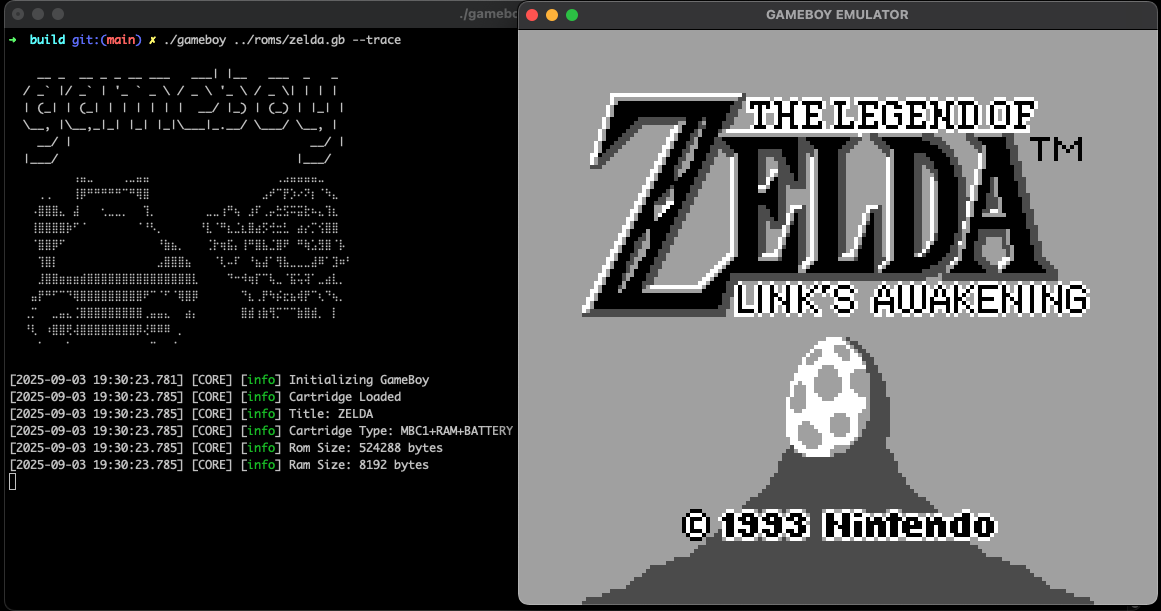 ./gamebo
➜ build git:(main) ✗ ./gameboy ../roms/zelda.gb --trace
gameboy
[2025-09-03 19:30:23.781] [CORE] [info] Initializing GameBoy
[2025-09-03 19:30:23.785] [CORE] [info] Cartridge Loaded
[2025-09-03 19:30:23.785] [CORE] [info] Title: ZELDA
[2025-09-03 19:30:23.785] [CORE] [info] Cartridge Type: MBC1+RAM+BATTERY
[2025-09-03 19:30:23.785] [CORE] [info] Rom Size: 524288 bytes
[2025-09-03 19:30:23.785] [CORE] [info] Ram Size: 8192 bytes
GAMEBOY EMULATOR
THE LEGEND OF
ZELDA™
LINK'S AWAKENING
© 1993 Nintendo